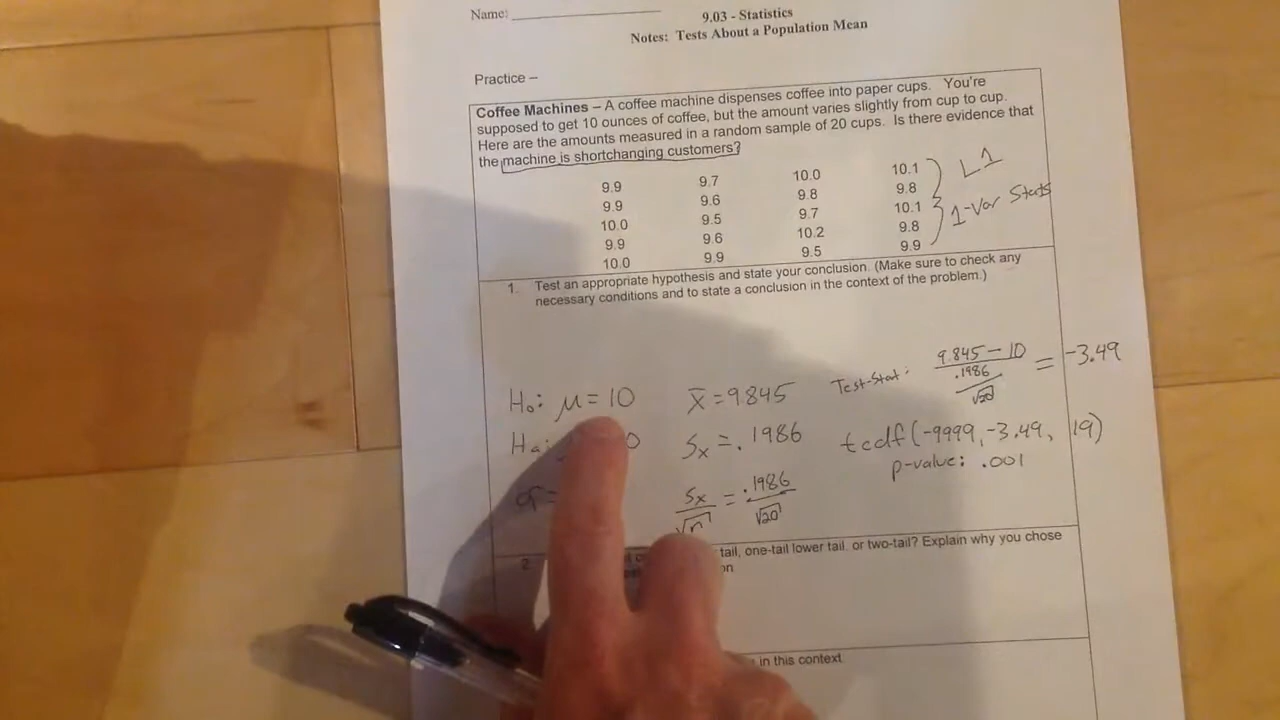 Name:
9.03 - Statistics
Notes: Tests About a Population Mean
Practice –
Coffee Machines – A coffee machine dispenses coffee into paper cups. You're
supposed to get 10 ounces of coffee, but the amount varies slightly from cup to cup.
Here are the amounts measured in a random sample of 20 cups. Is there evidence that
the machine is shortchanging customers?
9.9 9.7 10.0 10.1
9.9 9.6 9.8 9.8
10.0 9.5 9.7 10.1
9.9 9.6 10.2 9.8
10.0 9.9 9.5 9.9
L1
1-Var Stats
1. Test an appropriate hypothesis and state your conclusion. (Make sure to check any
necessary conditions and to state a conclusion in the context of the problem.)
H₀: μ = 10
x̄ = 9.845
Test-Stat: (9.845 – 10) / (.1986 / √20) = -3.49
Ha: 0
Sx = .1986
tcdf(-9999, -3.49, 19)
p-value: .001
σ =
Sx/√n = .1986/√20
2. tail, one-tail lower tail. or two-tail? Explain why you chose
in this context